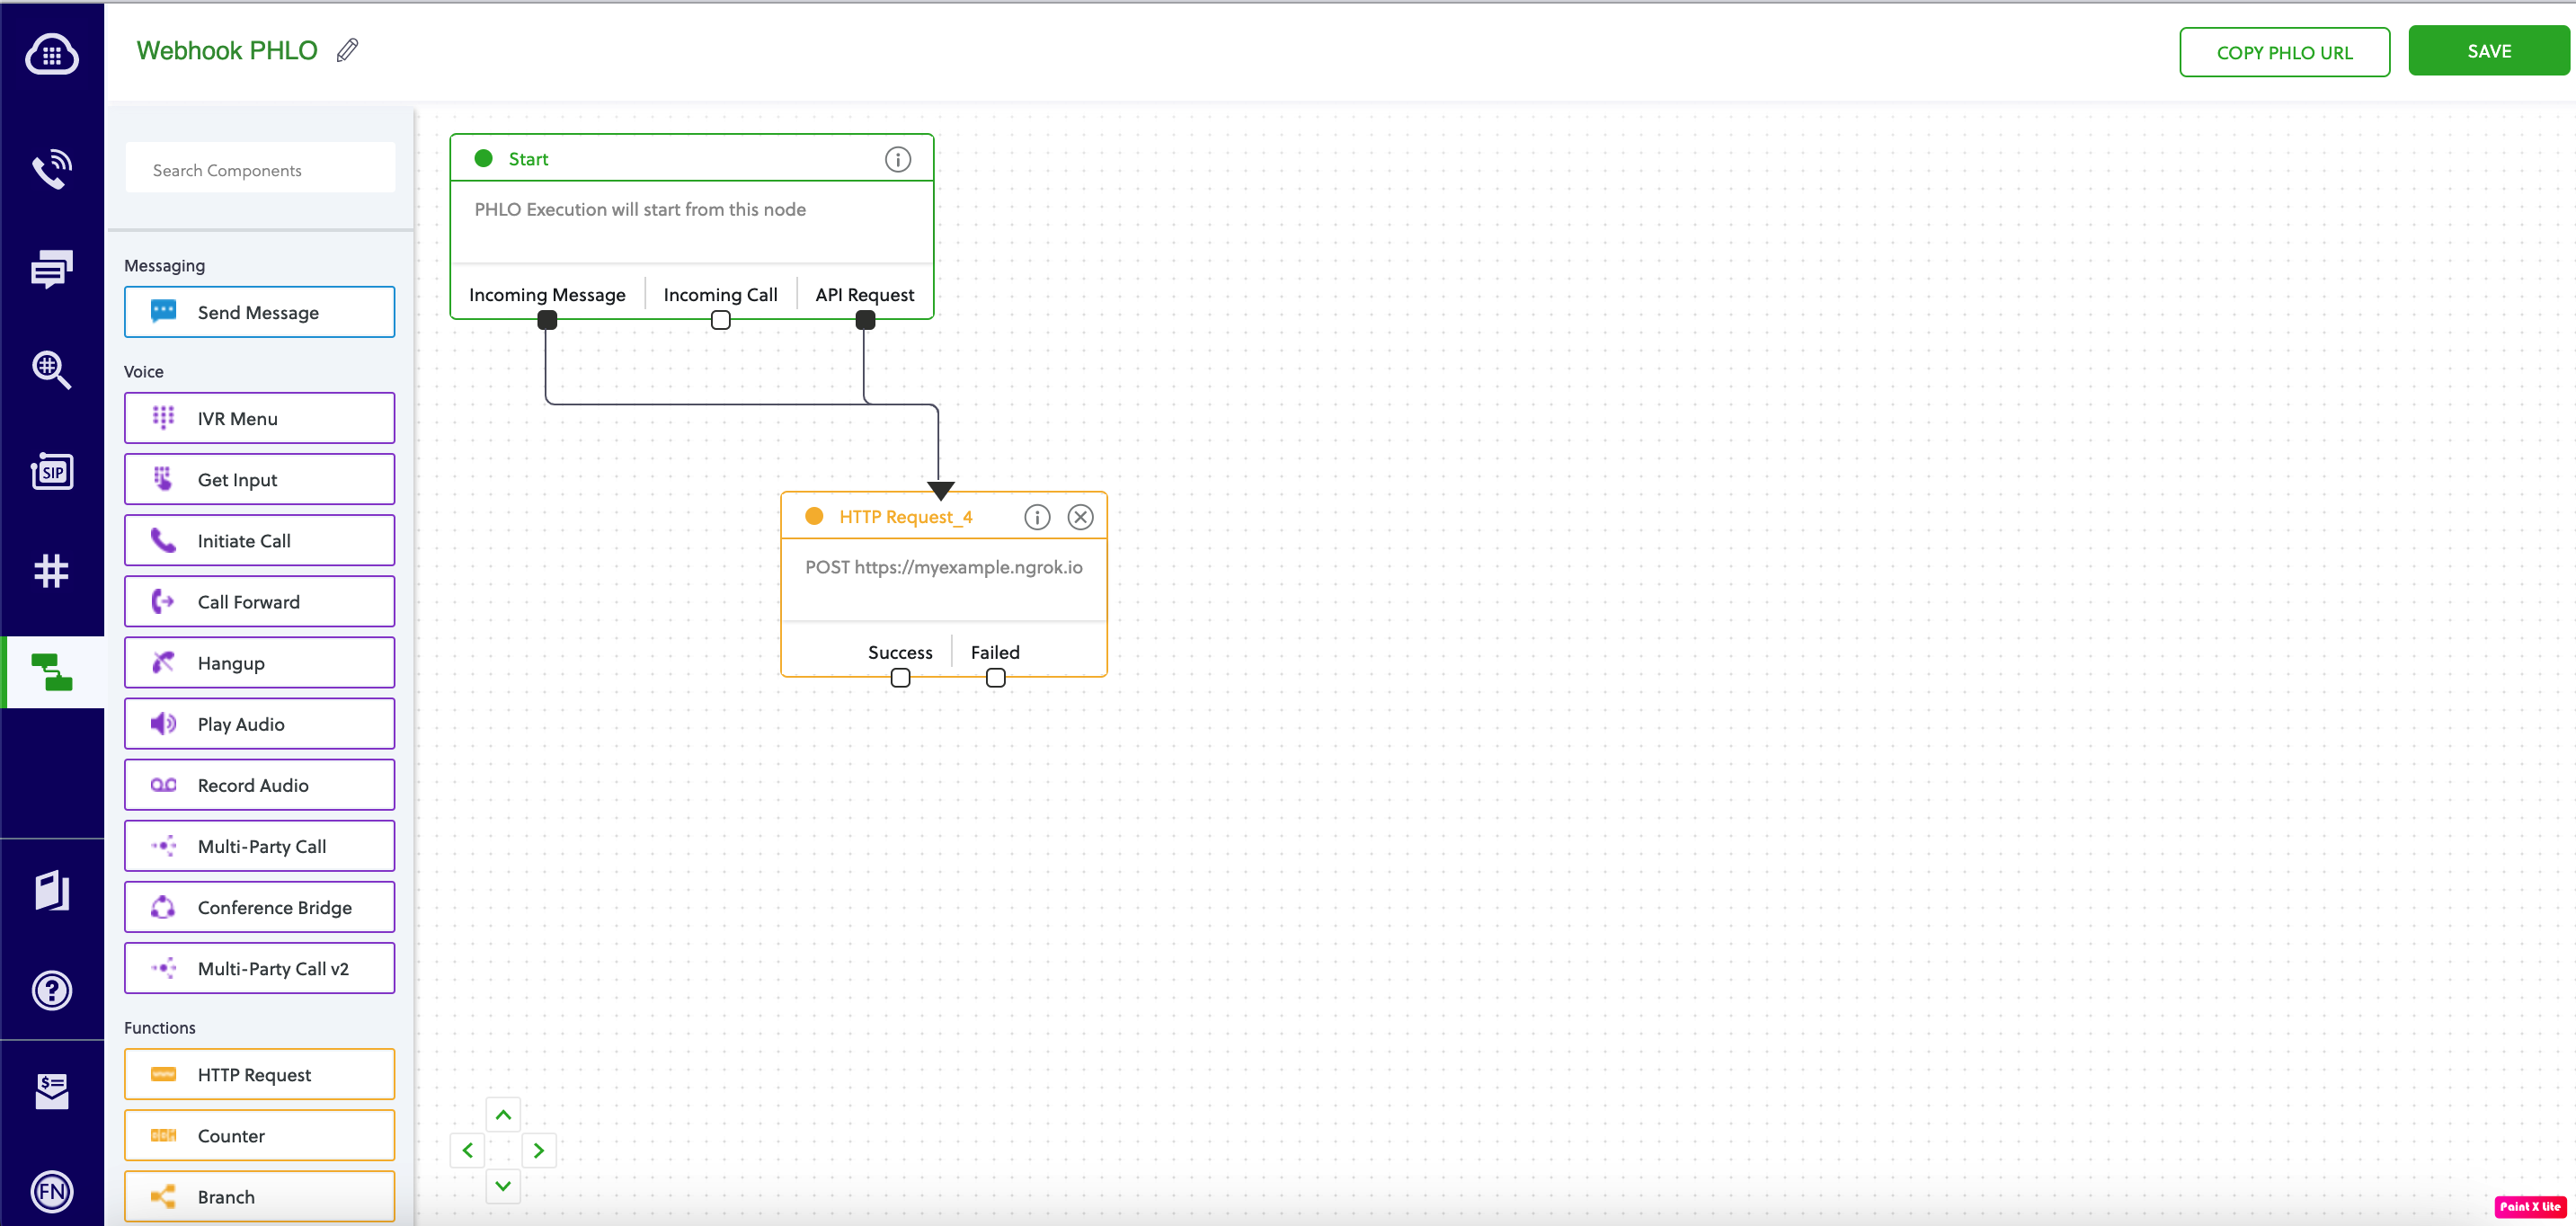 Webhook PHLO
COPY PHLO URL
SAVE
Search Components
Messaging
Send Message
Voice
IVR Menu
Get Input
Initiate Call
Call Forward
Hangup
Play Audio
Record Audio
Multi-Party Call
Conference Bridge
Multi-Party Call v2
Functions
HTTP Request
Counter
Branch
SIP
FN
Start
PHLO Execution will start from this node
Incoming Message
Incoming Call
API Request
HTTP Request_4
POST https://myexample.ngrok.io
Success
Failed
Paint X Lite